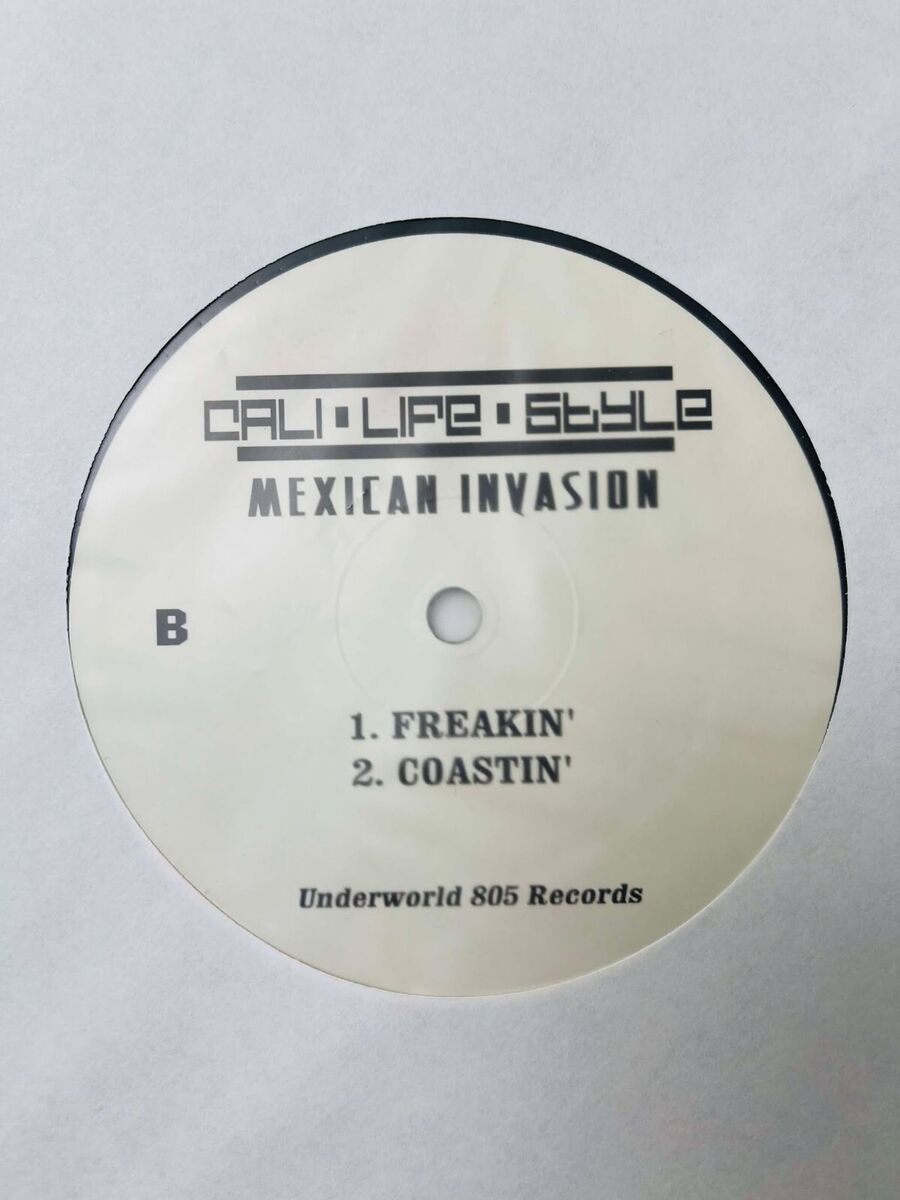 CALI • LIFE • StYLE
MEXICAN INVASION
B
1. FREAKIN'
2. COASTIN'
Underworld 805 Records